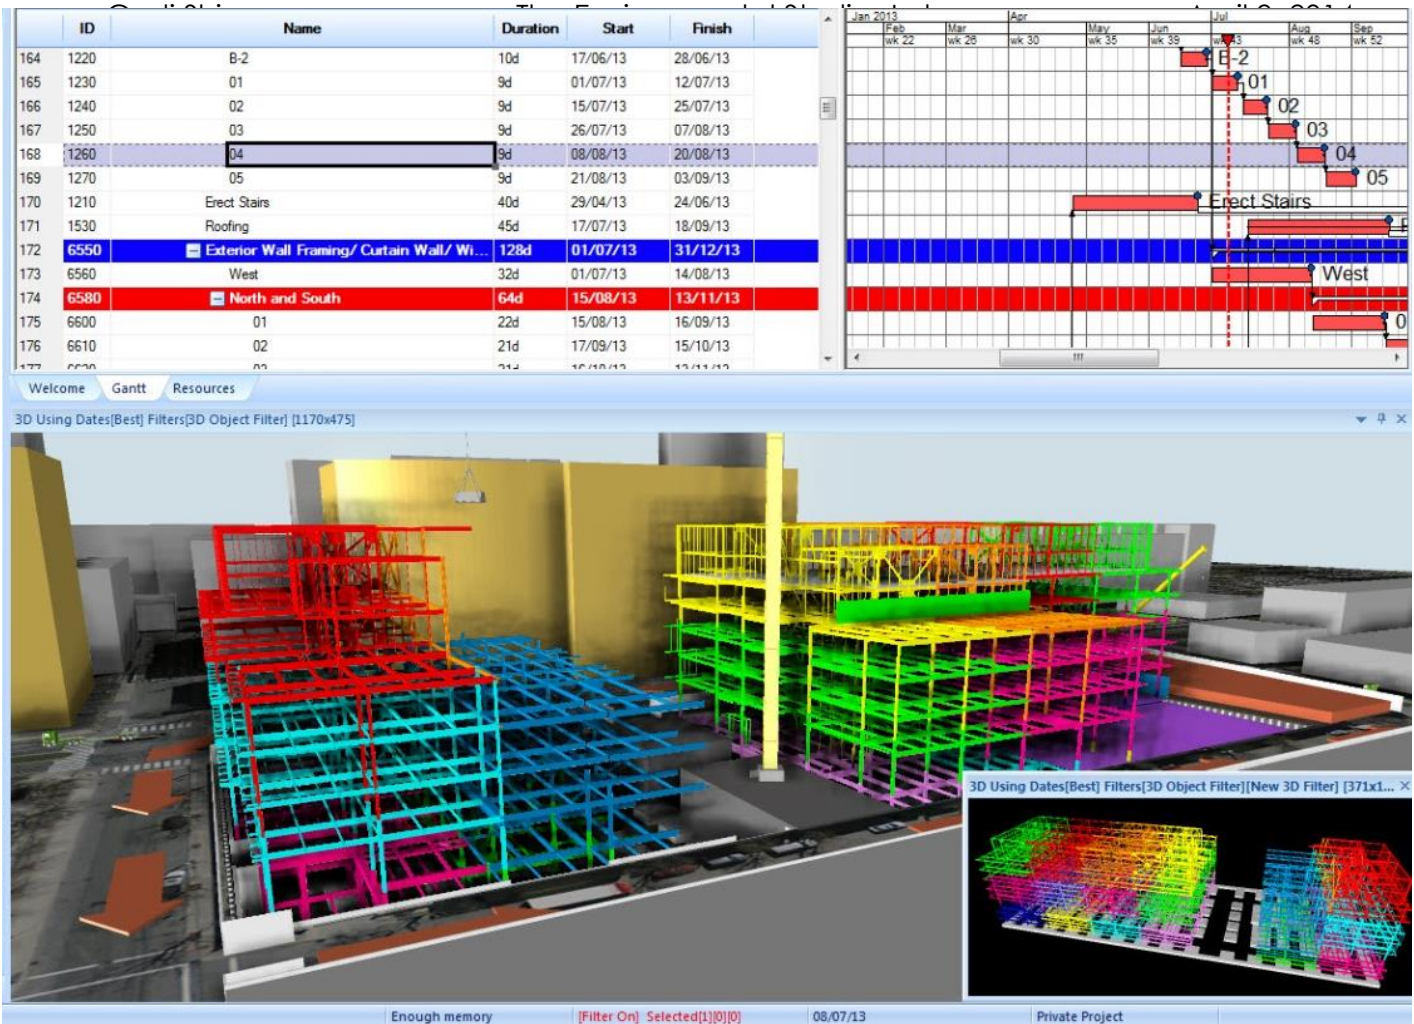 ID Name Duration Start Finish
164 1220 B-2 10d 17/06/13 28/06/13
165 1230 01 9d 01/07/13 12/07/13
166 1240 02 9d 15/07/13 25/07/13
167 1250 03 9d 26/07/13 07/08/13
168 1260 04 9d 08/08/13 20/08/13
169 1270 05 9d 21/08/13 03/09/13
170 1210 Erect Stairs 40d 29/04/13 24/06/13
171 1530 Roofing 45d 17/07/13 18/09/13
172 6550 Exterior Wall Framing/ Curtain Wall/ Wi... 128d 01/07/13 31/12/13
173 6560 West 32d 01/07/13 14/08/13
174 6580 North and South 64d 15/08/13 13/11/13
175 6600 01 22d 15/08/13 16/09/13
176 6610 02 21d 17/09/13 15/10/13
Jan 2013 Apr Jul
Feb Mar May Jun Aug Sep
wk 22 wk 26 wk 30 wk 35 wk 39 wk 48 wk 52
B-2
01
02
03
04
05
Erect Stairs
West
Welcome Gantt Resources
3D Using Dates[Best] Filters[3D Object Filter] [1170x475]
3D Using Dates[Best] Filters[3D Object Filter][New 3D Filter] [371x1...
Enough memory [Filter On] Selected[1][0][0] 08/07/13 Private Project